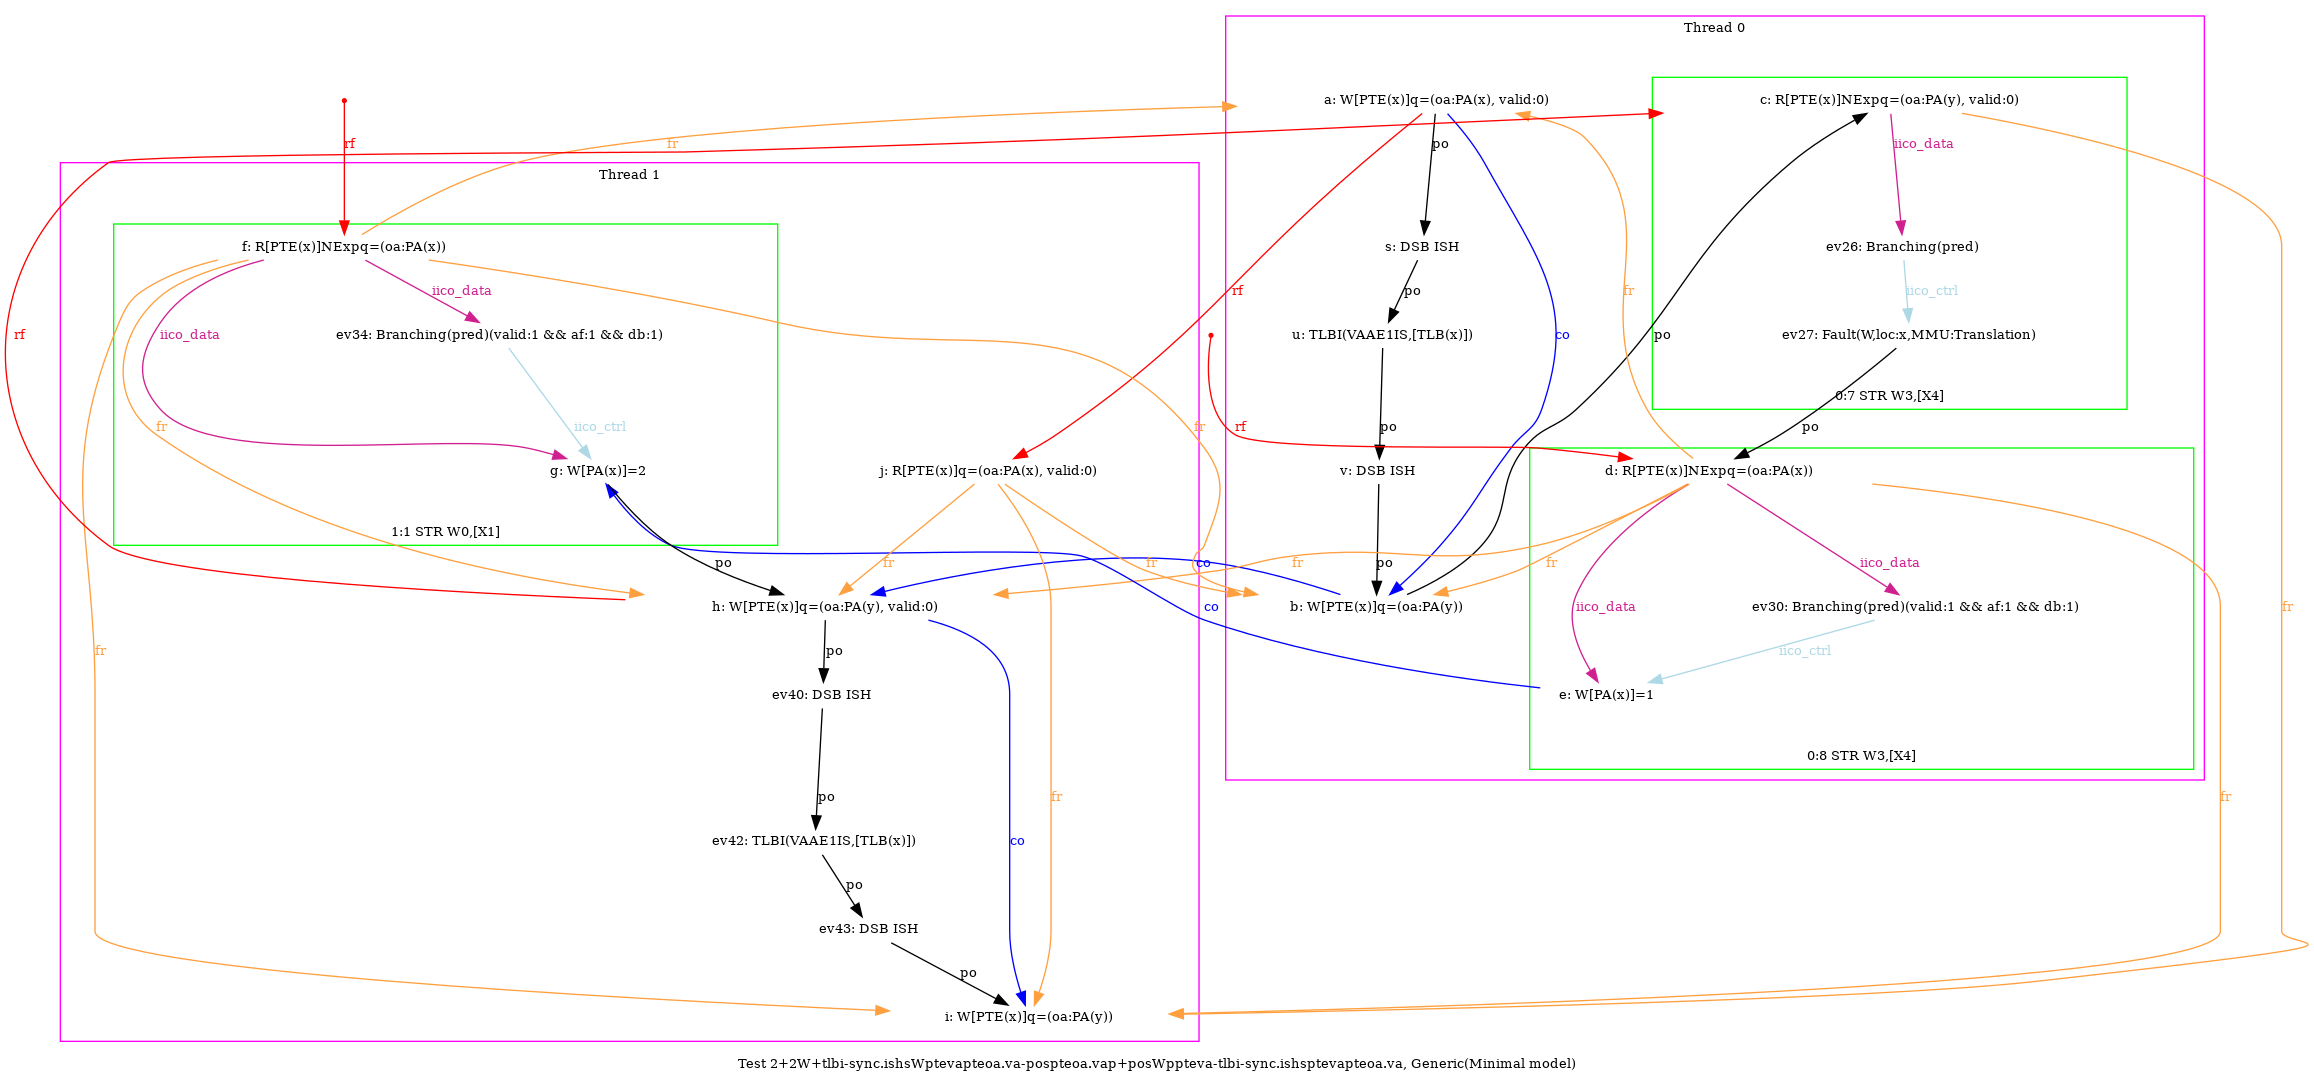 Thread 0
a: W[PTE(x)]q=(oa:PA(x), valid:0)
c: R[PTE(x)]NExpq=(oa:PA(y), valid:0)
rf
fr
po
iico_data
Thread 1
f: R[PTE(x)]NExpq=(oa:PA(x))
s: DSB ISH
ev26: Branching(pred)
iico_data
rf
po
fr
iico_ctrl
rf
iico_data
ev34: Branching(pred)(valid:1 && af:1 && db:1)
u: TLBI(VAAE1IS,[TLB(x)])
co
po
ev27: Fault(W,loc:x,MMU:Translation)
0:7 STR W3,[X4]
fr
iico_ctrl
fr
rf
po
po
g: W[PA(x)]=2
j: R[PTE(x)]q=(oa:PA(x), valid:0)
v: DSB ISH
d: R[PTE(x)]NExpq=(oa:PA(x))
1:1 STR W0,[X1]
po
fr
fr
co
fr
po
fr
iico_data
h: W[PTE(x)]q=(oa:PA(y), valid:0)
co
b: W[PTE(x)]q=(oa:PA(y))
iico_data
ev30: Branching(pred)(valid:1 && af:1 && db:1)
fr
fr
po
iico_ctrl
ev40: DSB ISH
e: W[PA(x)]=1
0:8 STR W3,[X4]
po
fr
fr
ev42: TLBI(VAAE1IS,[TLB(x)])
co
po
ev43: DSB ISH
po
i: W[PTE(x)]q=(oa:PA(y))
Test 2+2W+tlbi-sync.ishsWptevapteoa.va-pospteoa.vap+posWppteva-tlbi-sync.ishsptevapteoa.va, Generic(Minimal model)